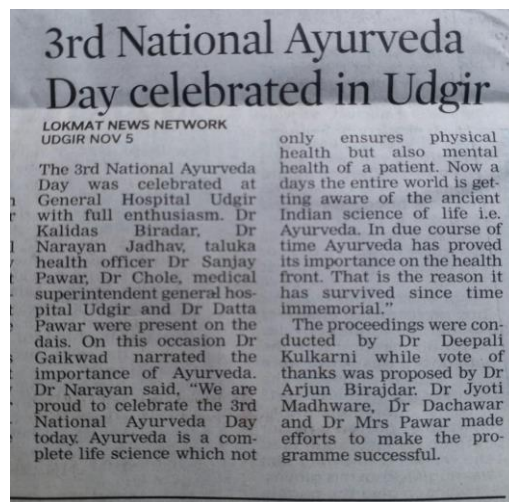 3rd National Ayurveda
Day celebrated in Udgir
LOKMAT NEWS NETWORK
UDGIR NOV 5
The 3rd National Ayurveda
Day was celebrated at
General Hospital Udgir
with full enthusiasm. Dr
Kalidas Biradar, Dr
Narayan Jadhav, taluka
health officer Dr Sanjay
Pawar, Dr Chole, medical
superintendent general hos-
pital Udgir and Dr Datta
Pawar were present on the
dais. On this occasion Dr
Gaikwad narrated the
importance of Ayurveda.
Dr Narayan said, “We are
proud to celebrate the 3rd
National Ayurveda Day
today. Ayurveda is a com-
plete life science which not
only ensures physical
health but also mental
health of a patient. Now a
days the entire world is get-
ting aware of the ancient
Indian science of life i.e.
Ayurveda. In due course of
time Ayurveda has proved
its importance on the health
front. That is the reason it
has survived since time
immemorial.”
The proceedings were con-
ducted by Dr Deepali
Kulkarni while vote of
thanks was proposed by Dr
Arjun Birajdar. Dr Jyoti
Madhware, Dr Dachawar
and Dr Mrs Pawar made
efforts to make the pro-
gramme successful.